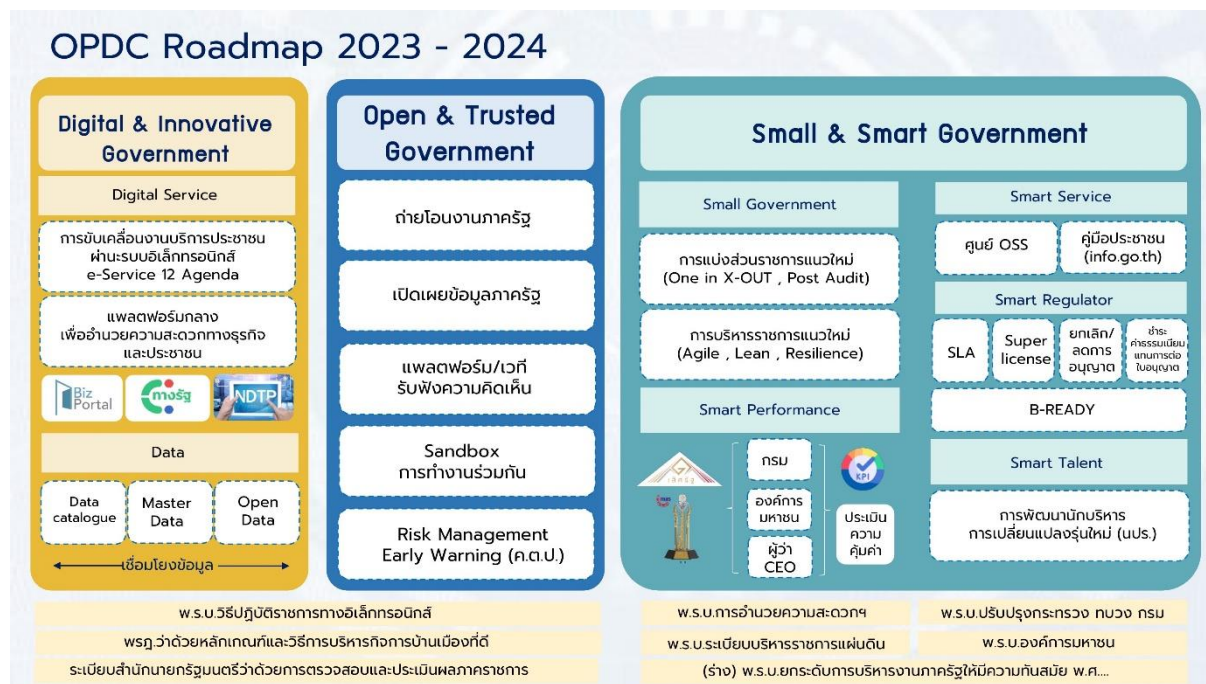 OPDC Roadmap 2023 - 2024
Digital & Innovative
Government
Digital Service
การขับเคลื่อนงานบริการประชาชน
ผ่านระบบอิเล็กทรอนิกส์
e-Service 12 Agenda
แพลตฟอร์มกลาง
เพื่ออำนวยความสะดวกทางธุรกิจ
และประชาชน
Biz
Portal
ทางรัฐ
NDTP
Data
Data
catalogue
Master
Data
Open
Data
เชื่อมโยงข้อมูล
Open & Trusted
Government
ถ่ายโอนงานภาครัฐ
เปิดเผยข้อมูลภาครัฐ
แพลตฟอร์ม/เวที
รับฟังความคิดเห็น
Sandbox
การทำงานร่วมกัน
Risk Management
Early Warning (ค.ต.ป.)
Small & Smart Government
Small Government
การแบ่งส่วนราชการแนวใหม่
(One in X-OUT , Post Audit)
การบริหารราชการแนวใหม่
(Agile , Lean , Resilience)
Smart Performance
เลิศรัฐ
กรม
องค์การ
มหาชน
ผู้ว่า
CEO
KPI
ประเมิน
ความ
คุ้มค่า
Smart Service
ศูนย์ OSS
คู่มือประชาชน
(info.go.th)
Smart Regulator
SLA
Super
license
ยกเลิก/
ลดการ
อนุญาต
ชำระ
ค่าธรรมเนียม
แทนการต่อ
ใบอนุญาต
B-READY
Smart Talent
การพัฒนานักบริหาร
การเปลี่ยนแปลงรุ่นใหม่ (นปร.)
พ.ร.บ.วิธีปฏิบัติราชการทางอิเล็กทรอนิกส์
พรฎ.ว่าด้วยหลักเกณฑ์และวิธีการบริหารกิจการบ้านเมืองที่ดี
ระเบียบสำนักนายกรัฐมนตรีว่าด้วยการตรวจสอบและประเมินผลภาคราชการ
พ.ร.บ.การอำนวยความสะดวกฯ
พ.ร.บ.ปรับปรุงกระทรวง ทบวง กรม
พ.ร.บ.ระเบียบบริหารราชการแผ่นดิน
พ.ร.บ.องค์การมหาชน
(ร่าง) พ.ร.บ.ยกระดับการบริหารงานภาครัฐให้มีความทันสมัย พ.ศ....